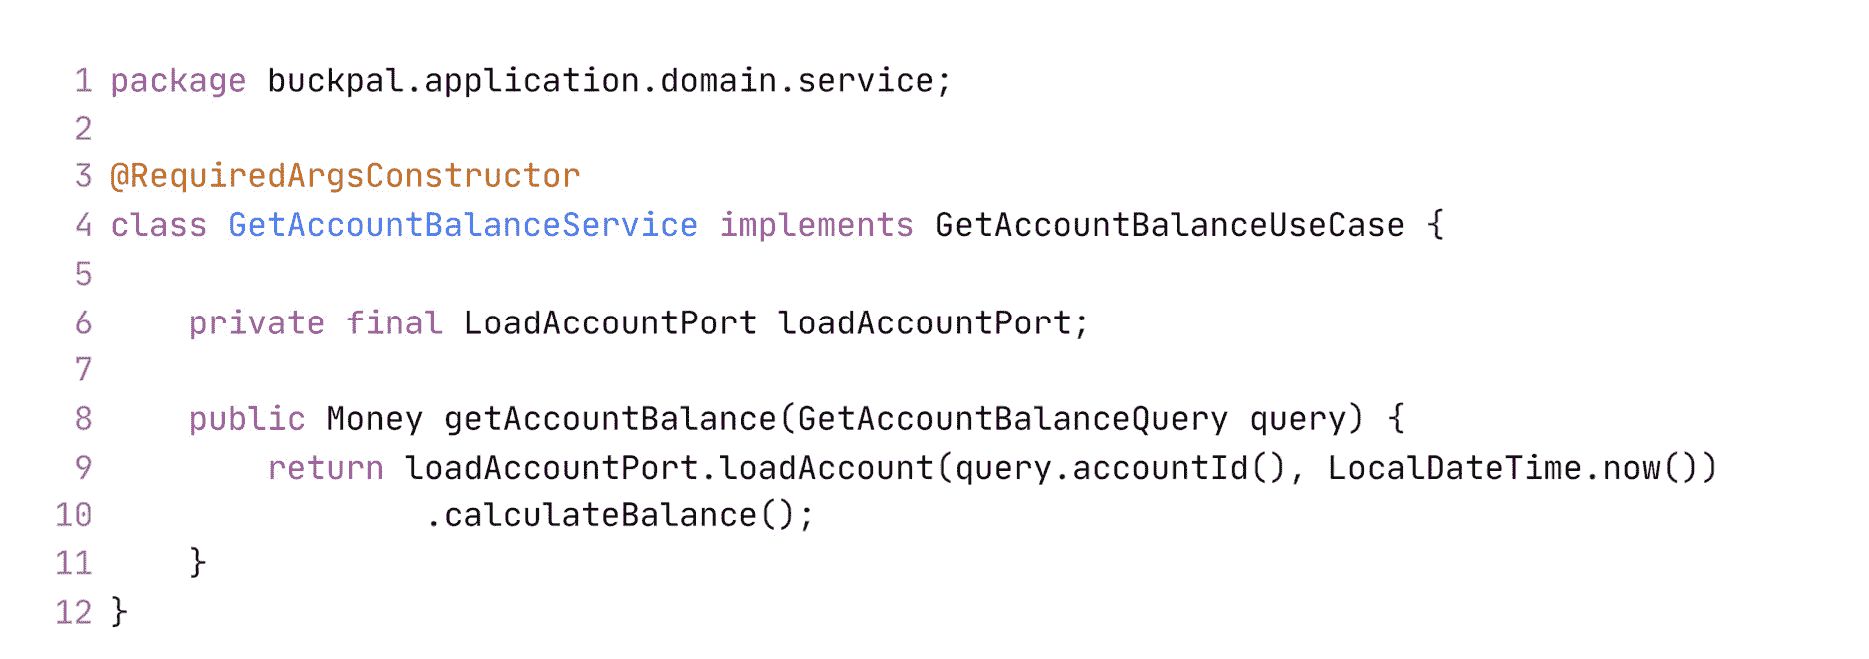 1 package buckpal.application.domain.service;
2
3 @RequiredArgsConstructor
4 class GetAccountBalanceService implements GetAccountBalanceUseCase {
5
6     private final LoadAccountPort loadAccountPort;
7
8     public Money getAccountBalance(GetAccountBalanceQuery query) {
9         return loadAccountPort.loadAccount(query.accountId(), LocalDateTime.now())
10                 .calculateBalance();
11     }
12 }